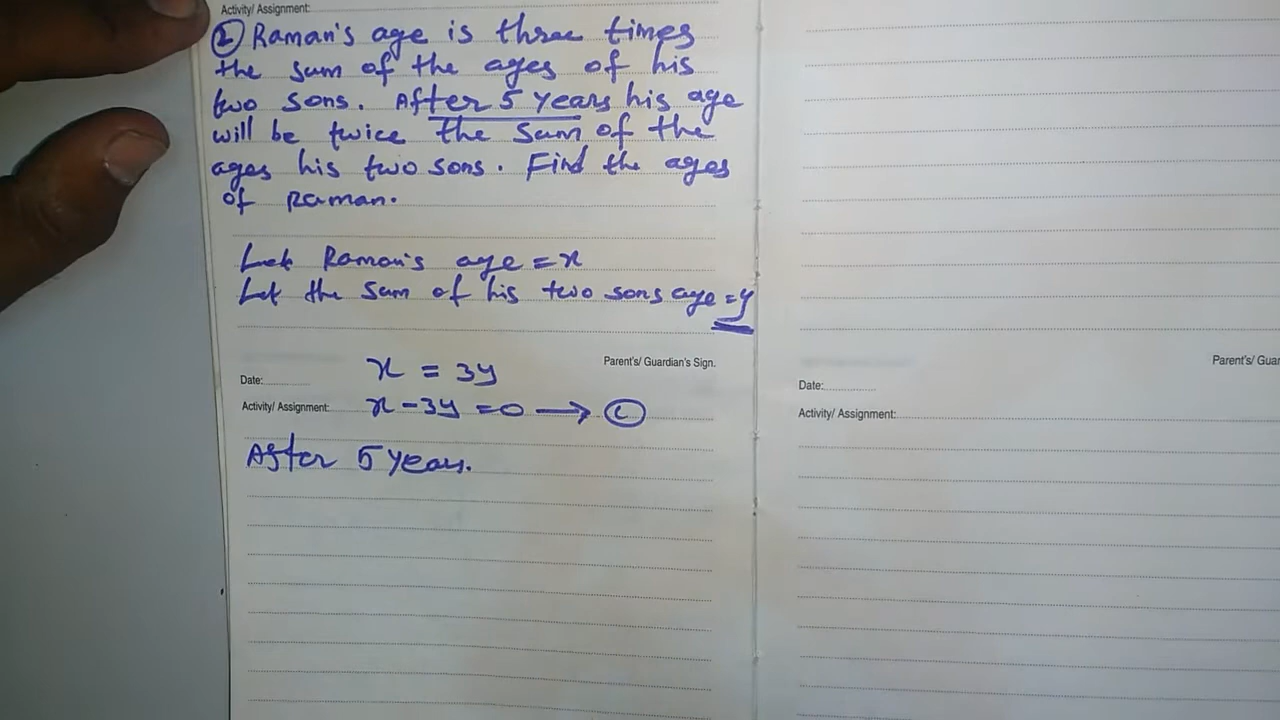 Activity/ Assignment:
② Raman's age is three times
the sum of the ages of his
two sons. After 5 years his age
will be twice the sum of the
ages his two sons. Find the ages
of Raman.
Let Raman's age = x
Let the sum of his two sons age = y
x = 3y
Parent's/ Guardian's Sign.
Date:
Activity/ Assignment:
x - 3y = 0 →
After 5 years.
Parent's/ Guar
Date:
Activity/ Assignment: